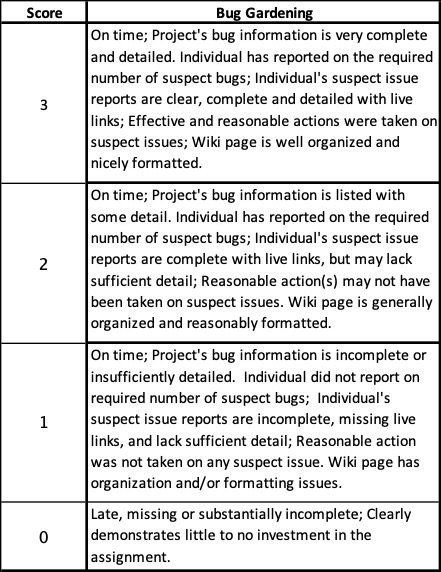 Score Bug Gardening
On time; Project's bug information is very complete
and detailed. Individual has reported on the required
number of suspect bugs; Individual's suspect issue
reports are clear, complete and detailed with live
3 links; Effective and reasonable actions were taken on
suspect issues; Wiki page is well organized and
nicely formatted.
On time; Project's bug information is listed with
some detail. Individual has reported on the required
number of suspect bugs; Individual's suspect issue
2 reports are complete with live links, but may lack
sufficient detail; Reasonable action(s) may not have
been taken on suspect issues. Wiki page is generally
organized and reasonably formatted.
On time; Project's bug information is incomplete or
insufficiently detailed.  Individual did not report on
required number of suspect bugs;  Individual's
1 suspect issue reports are incomplete, missing live
links, and lack sufficient detail; Reasonable action
was not taken on any suspect issue. Wiki page has
organization and/or formatting issues.
Late, missing or substantially incomplete; Clearly
0 demonstrates little to no investment in the
assignment.